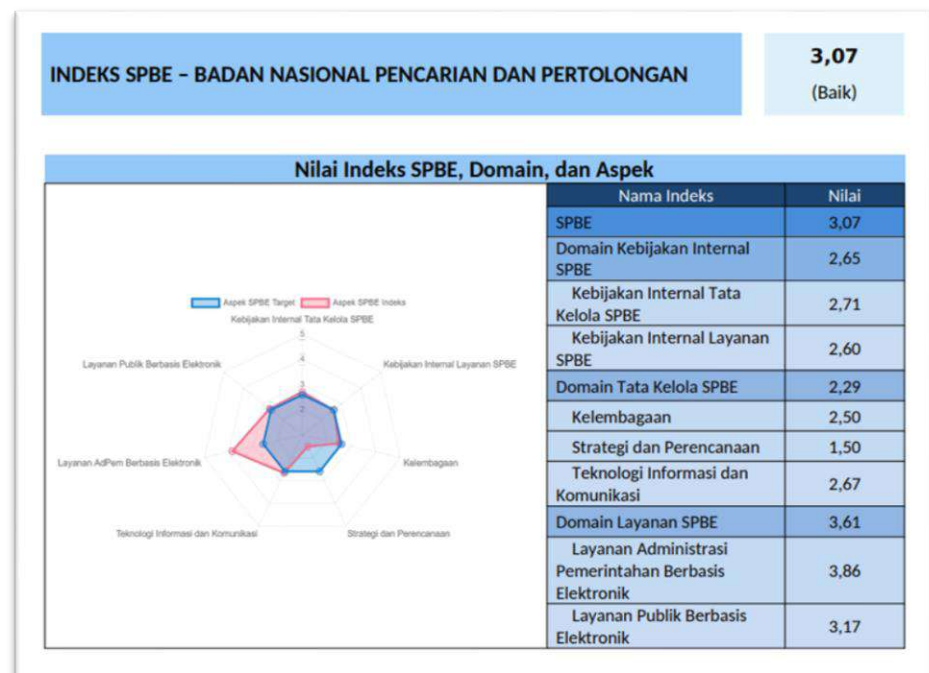 INDEKS SPBE – BADAN NASIONAL PENCARIAN DAN PERTOLONGAN
3,07
(Baik)
Nilai Indeks SPBE, Domain, dan Aspek
Aspek SPBE Target Aspek SPBE Indeks
Kebijakan Internal Tata Kelola SPBE
5
4
3
2
Layanan Publik Berbasis Elektronik
Kebijakan Internal Layanan SPBE
Layanan AdPem Berbasis Elektronik
Kelembagaan
Teknologi Informasi dan Komunikasi
Strategi dan Perencanaan
Nama Indeks Nilai
SPBE 3,07
Domain Kebijakan Internal
SPBE 2,65
Kebijakan Internal Tata
Kelola SPBE 2,71
Kebijakan Internal Layanan
SPBE 2,60
Domain Tata Kelola SPBE 2,29
Kelembagaan 2,50
Strategi dan Perencanaan 1,50
Teknologi Informasi dan
Komunikasi 2,67
Domain Layanan SPBE 3,61
Layanan Administrasi
Pemerintahan Berbasis 3,86
Elektronik
Layanan Publik Berbasis
Elektronik 3,17